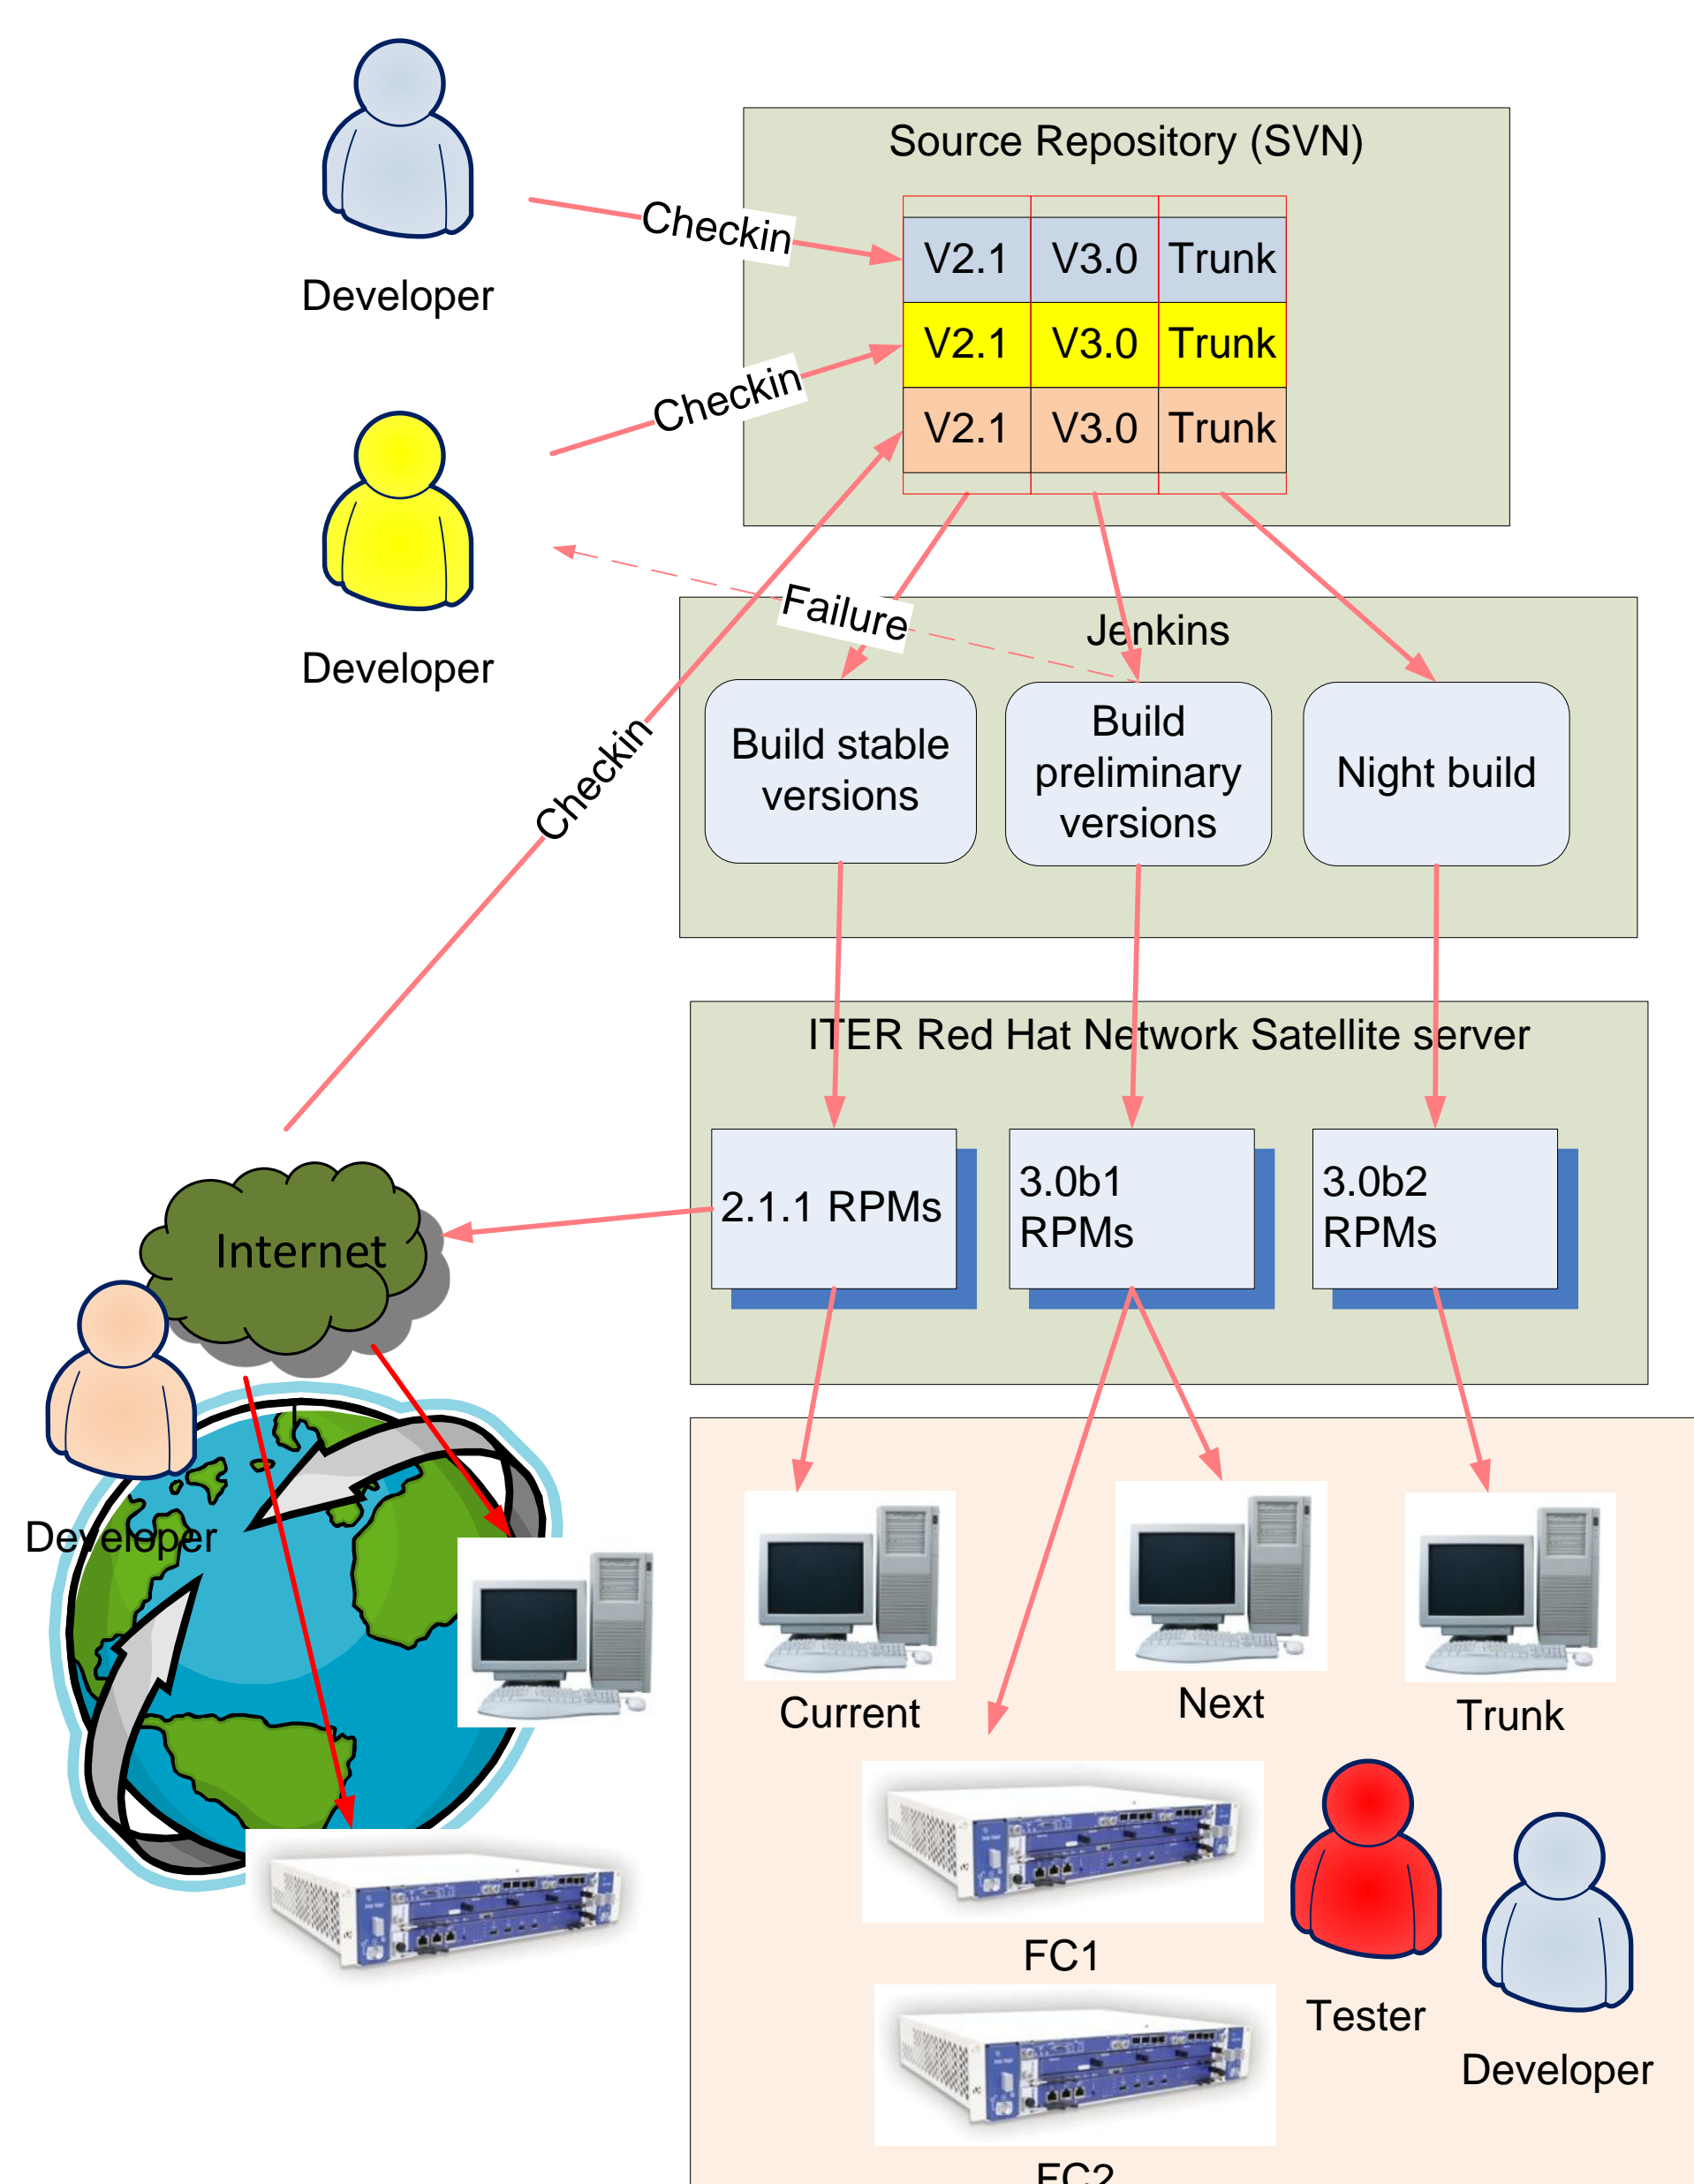 Source Repository (SVN)
Checkin
V2.1 V3.0 Trunk
Developer
V2.1 V3.0 Trunk
Checkin
V2.1 V3.0 Trunk
Failure
Jenkins
Developer
Build stable
versions
Build
preliminary
versions
Night build
Checkin
ITER Red Hat Network Satellite server
2.1.1 RPMs
3.0b1
RPMs
3.0b2
RPMs
Internet
Developer
Current
Next
Trunk
FC1
Tester
Developer
FC2